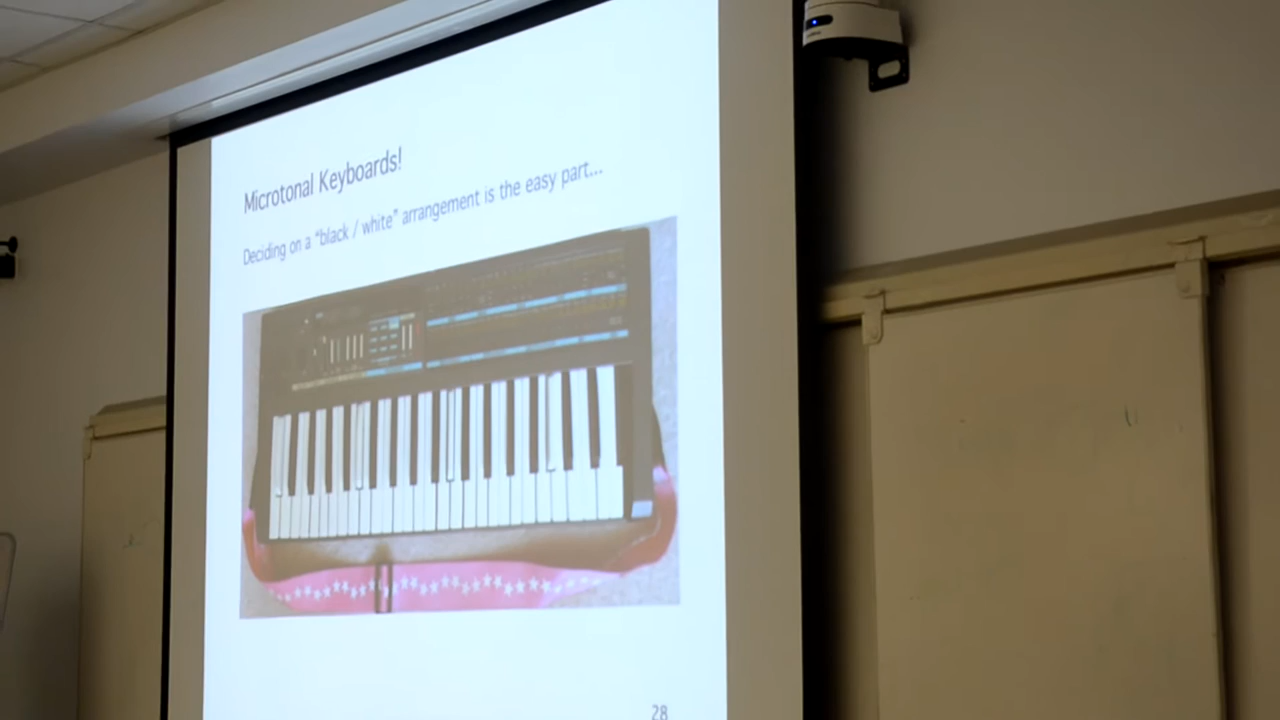 Microtonal Keyboards!
Deciding on a “black / white” arrangement is the easy part...
28